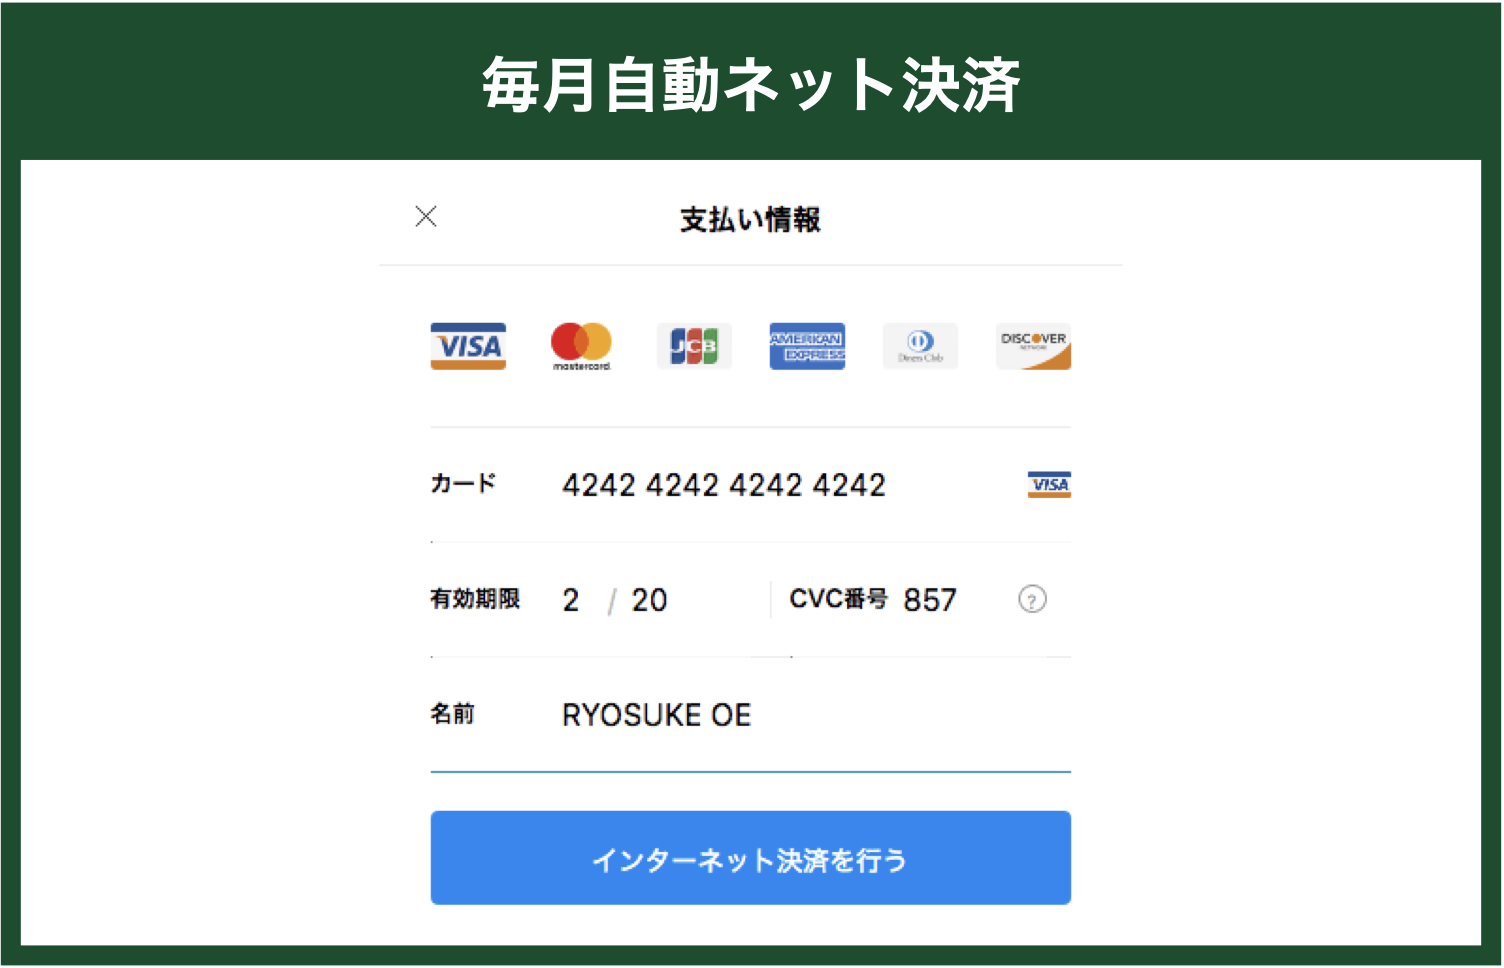 毎月自動ネット決済
支払い情報
VISA mastercard. JCB AMERICAN EXPRESS Diners Club DISCOVER NETWORK
カード 4242 4242 4242 4242 VISA
有効期限 2 / 20 CVC番号 857 ?
名前 RYOSUKE OE
インターネット決済を行う